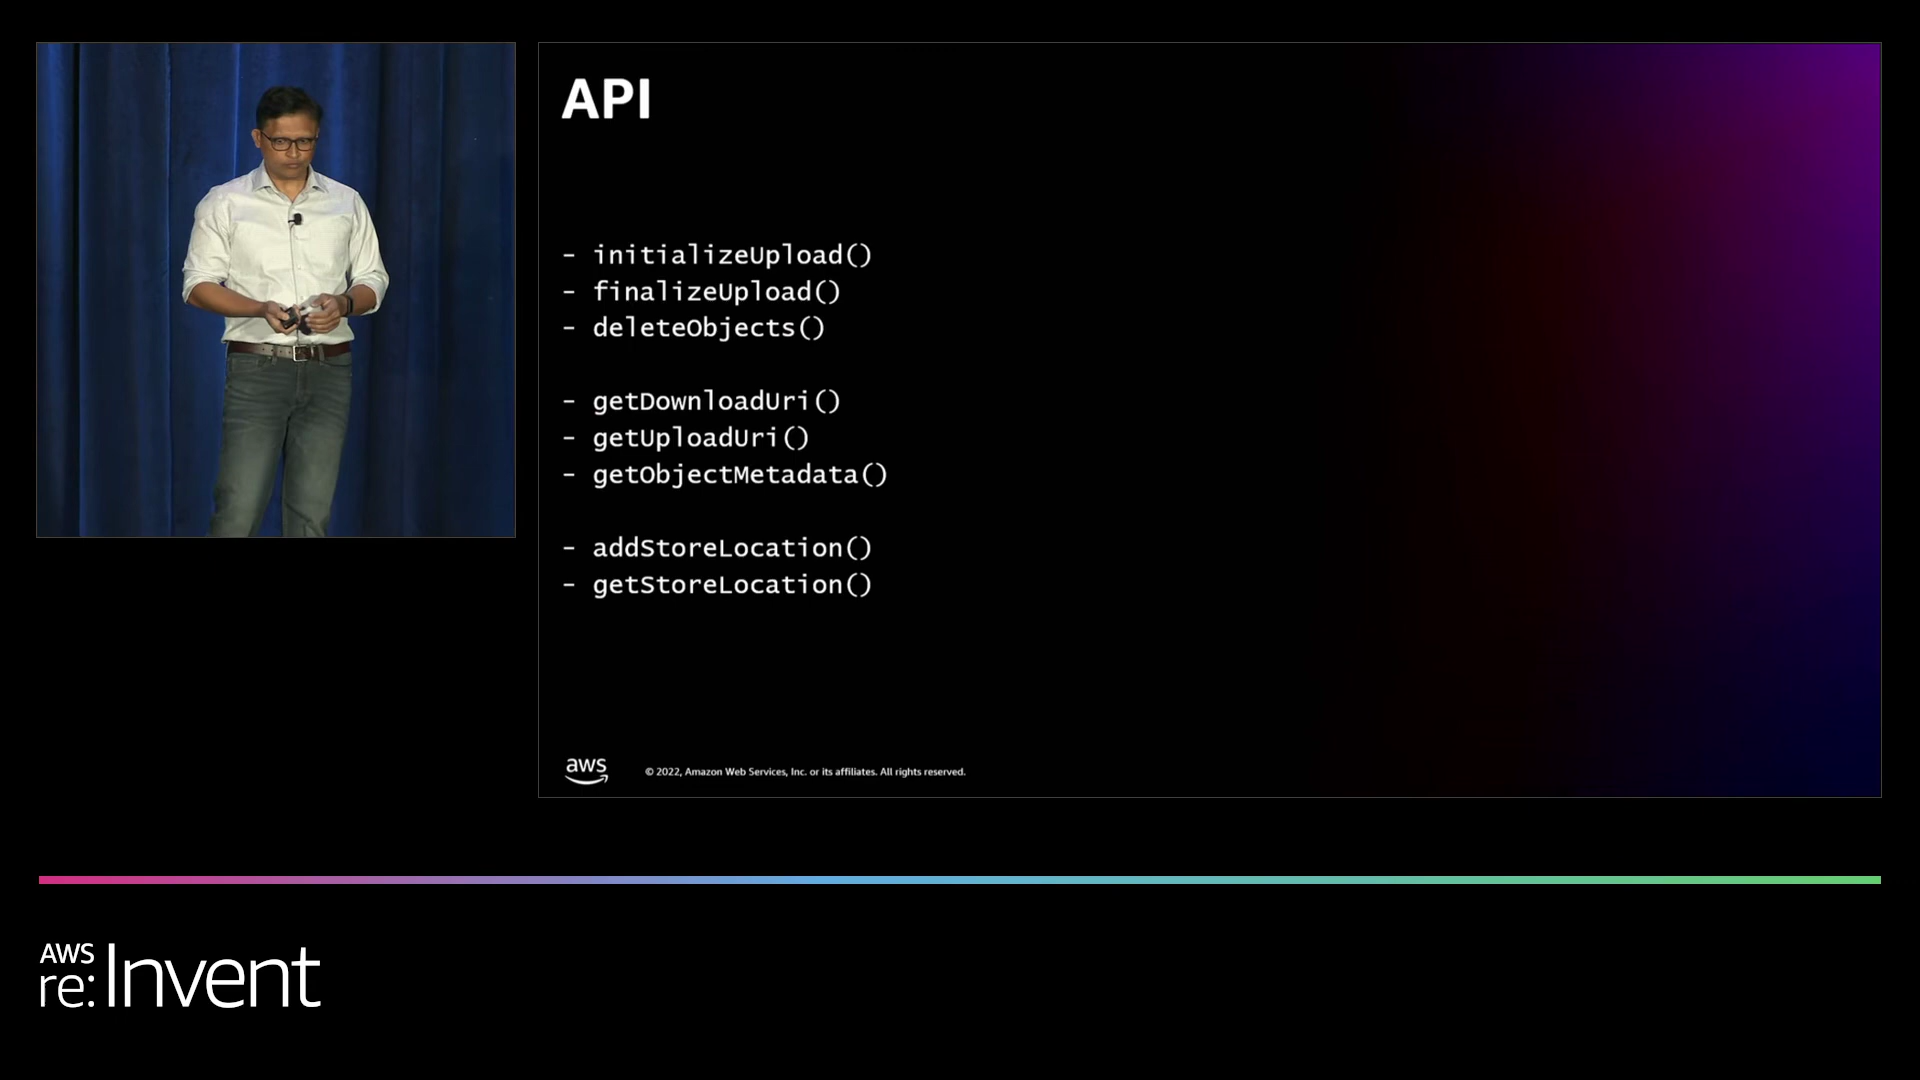 API
- initializeUpload()
- finalizeUpload()
- deleteObjects()
- getDownloadUri()
- getUploadUri()
- getObjectMetadata()
- addStoreLocation()
- getStoreLocation()
aws
© 2022, Amazon Web Services, Inc. or its affiliates. All rights reserved.
AWS
re:Invent